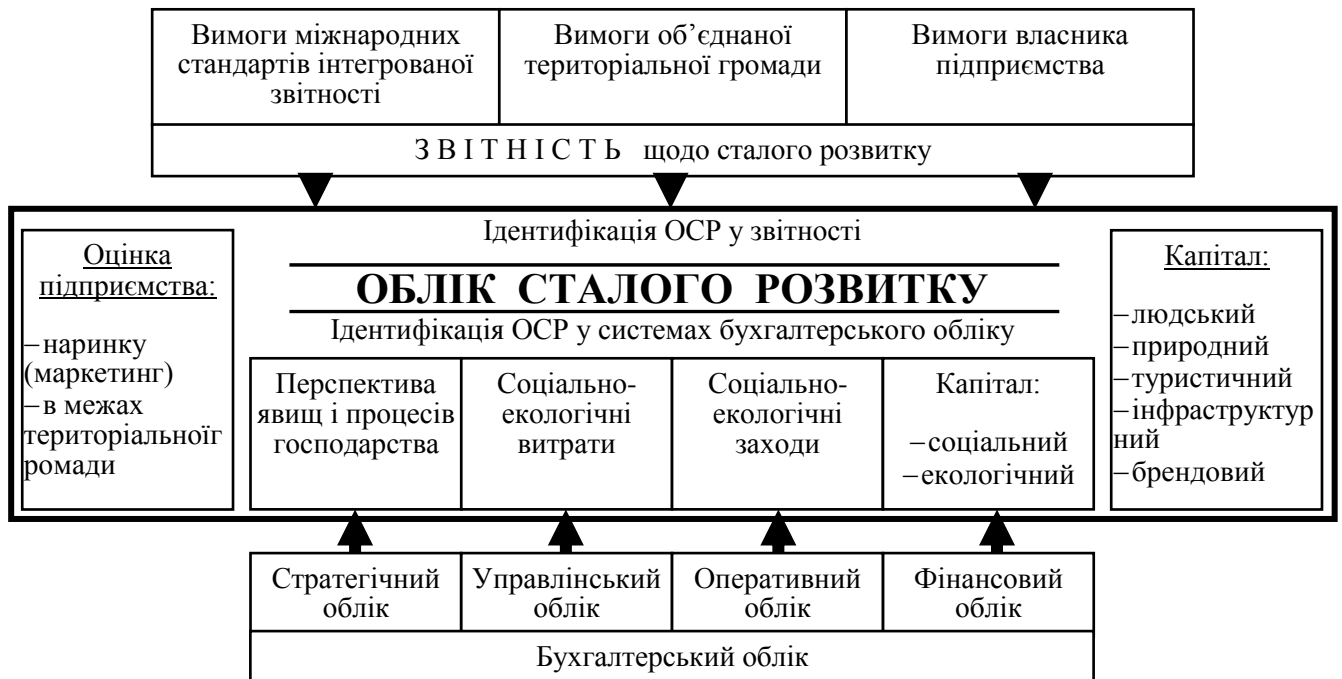 Вимоги міжнародних
стандартів інтегрованої
звітності
Вимоги об’єднаної
територіальної громади
Вимоги власника
підприємства
З В І Т Н І С Т Ь щодо сталого розвитку
Ідентифікація ОСР у звітності
Оцінка
підприємства:
–наринку
(маркетинг)
–в межах
територіальноїг
ромади
ОБЛІК СТАЛОГО РОЗВИТКУ
Ідентифікація ОСР у системах бухгалтерського обліку
Перспектива
явищ і процесів
господарства
Соціально-
екологічні
витрати
Соціально-
екологічні
заходи
Капітал:
–соціальний
–екологічний
Капітал:
–людський
–природний
–туристичний
–інфраструктур
ний
–брендовий
Стратегічний
облік
Управлінський
облік
Оперативний
облік
Фінансовий
облік
Бухгалтерський облік